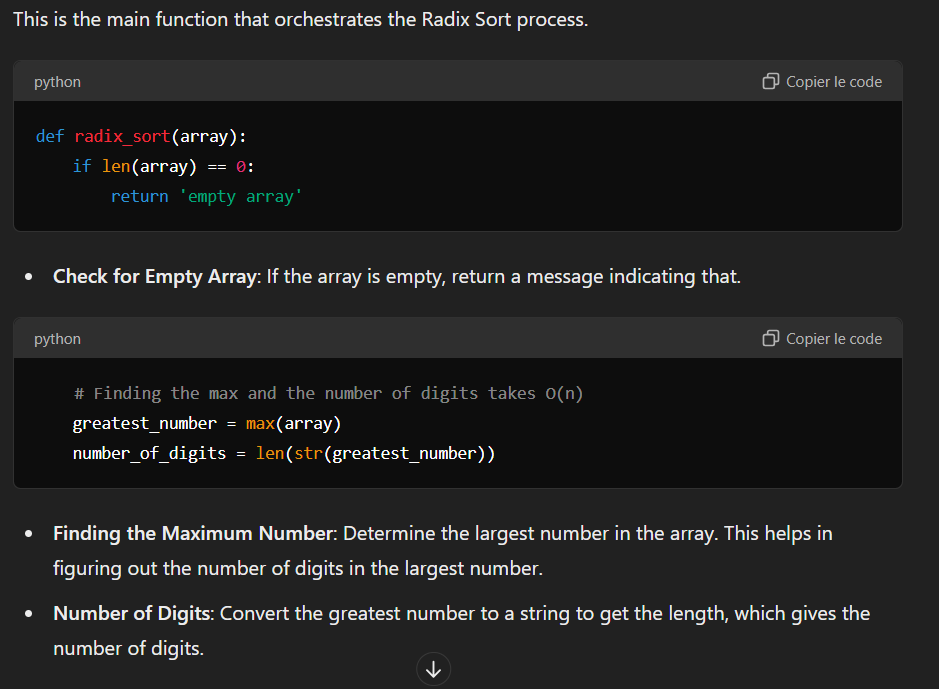 This is the main function that orchestrates the Radix Sort process.
python
Copier le code
def radix_sort(array):
    if len(array) == 0:
        return 'empty array'
• Check for Empty Array: If the array is empty, return a message indicating that.
python
Copier le code
    # Finding the max and the number of digits takes O(n)
    greatest_number = max(array)
    number_of_digits = len(str(greatest_number))
• Finding the Maximum Number: Determine the largest number in the array. This helps in
figuring out the number of digits in the largest number.
• Number of Digits: Convert the greatest number to a string to get the length, which gives the
number of digits.